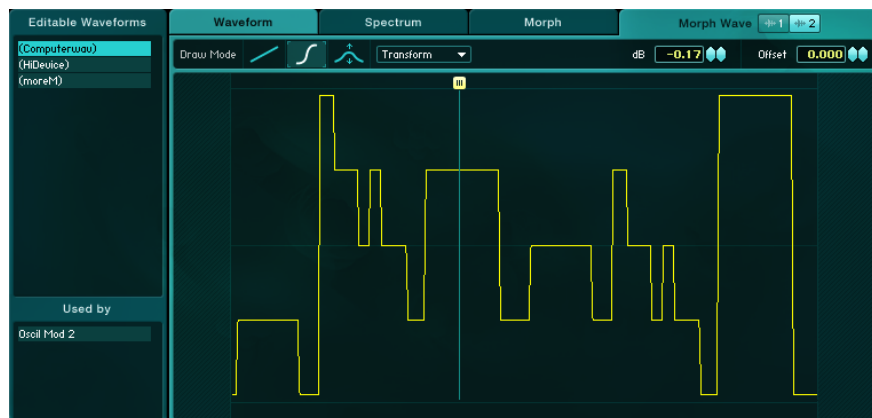 Editable Waveforms
Waveform
Spectrum
Morph
Morph Wave 1 2
(Computerwav)
(HiDevice)
(moreM)
Draw Mode
Transform
dB -0.17
Offset 0.000
Used by
Oscil Mod 2